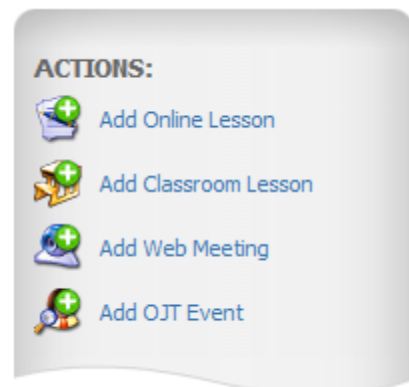 ACTIONS:
Add Online Lesson
Add Classroom Lesson
Add Web Meeting
Add OJT Event